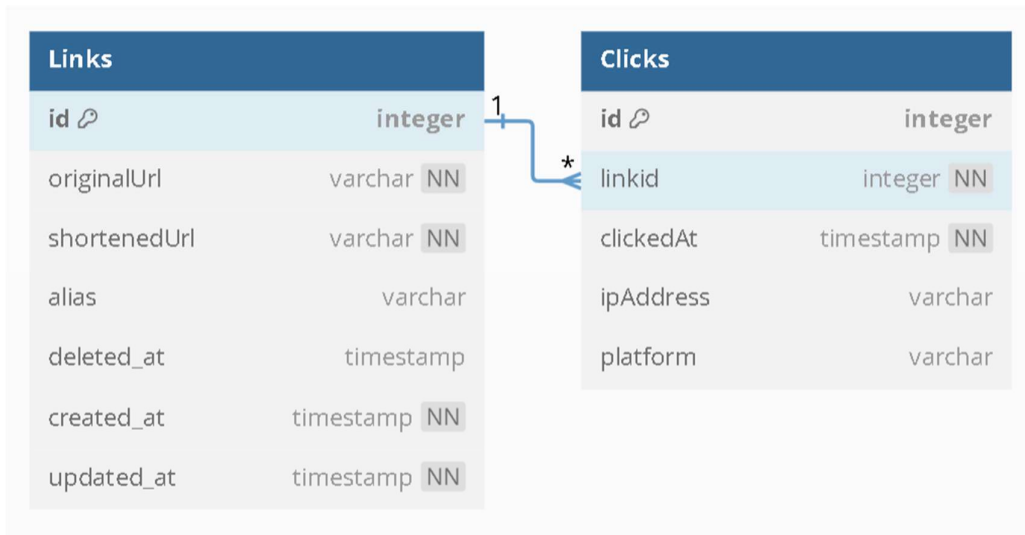 Links
id integer
originalUrl varchar NN
shortenedUrl varchar NN
alias varchar
deleted_at timestamp
created_at timestamp NN
updated_at timestamp NN
1
*
Clicks
id integer
linkid integer NN
clickedAt timestamp NN
ipAddress varchar
platform varchar